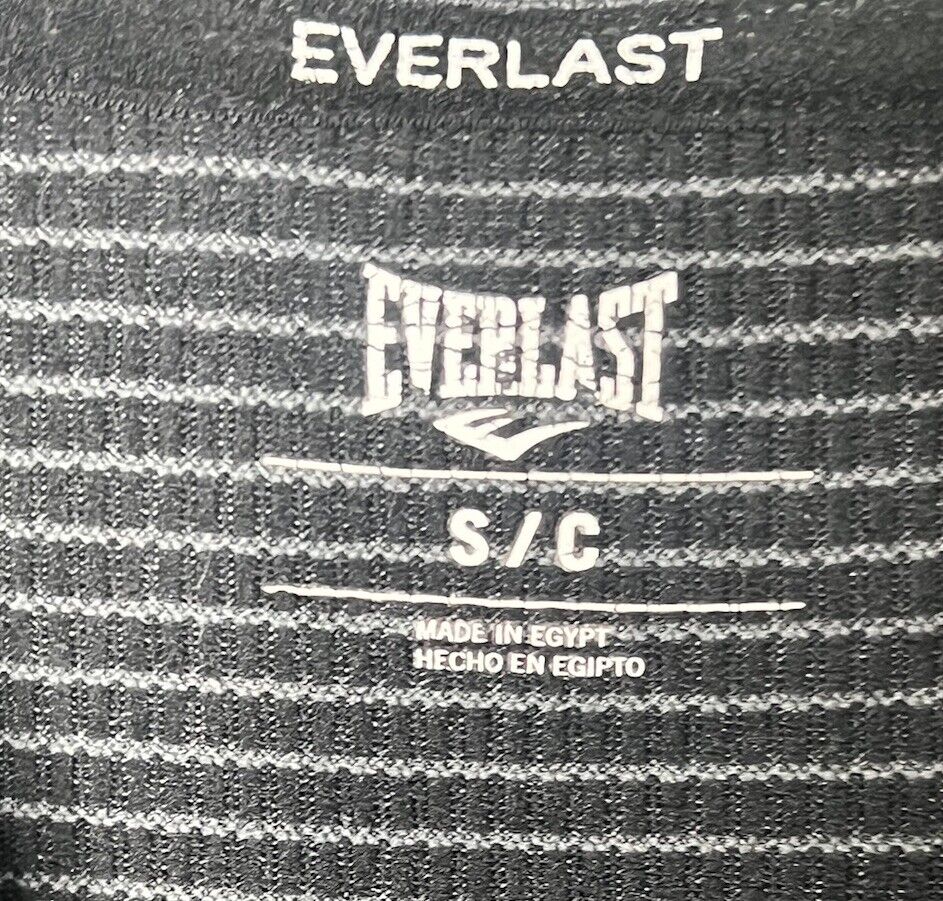 EVERLAST
EVERLAST
S / C
MADE IN EGYPT
HECHO EN EGIPTO